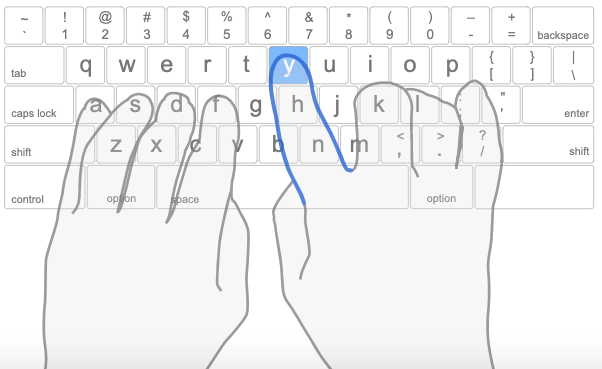 ~ ! @ # $ % ^ & * ( ) – +
` 1 2 3 4 5 6 7 8 9 0 - = backspace
tab q w e r t y u i o p { [ } ] | \
caps lock a s d f g h j k l : ; " ' enter
shift z x c v b n m < , > . ? / shift
control option space option